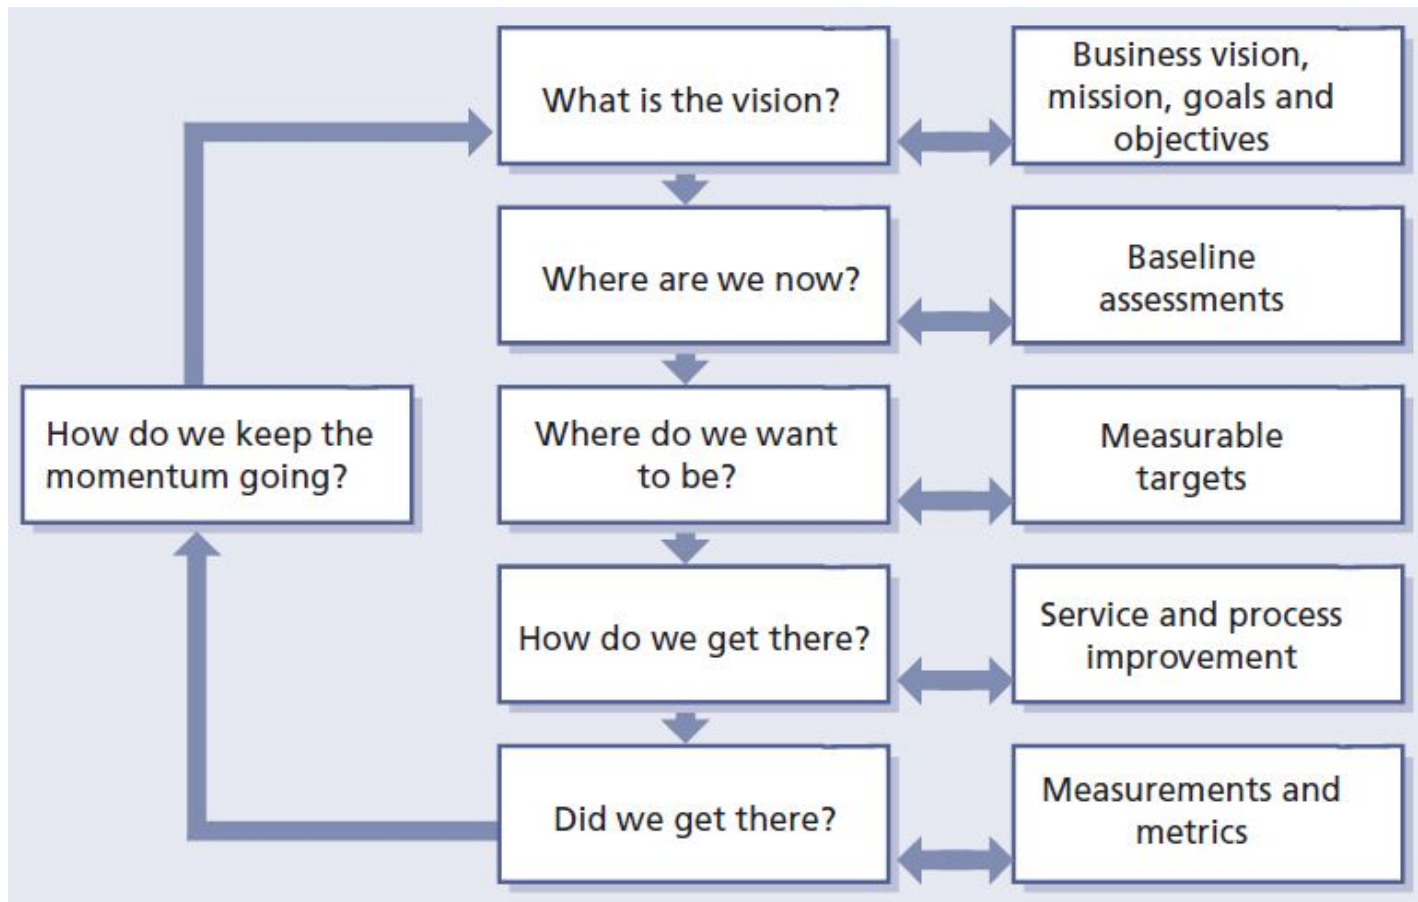 What is the vision?
Business vision,
mission, goals and
objectives
Where are we now?
Baseline
assessments
How do we keep the
momentum going?
Where do we want
to be?
Measurable
targets
How do we get there?
Service and process
improvement
Did we get there?
Measurements and
metrics